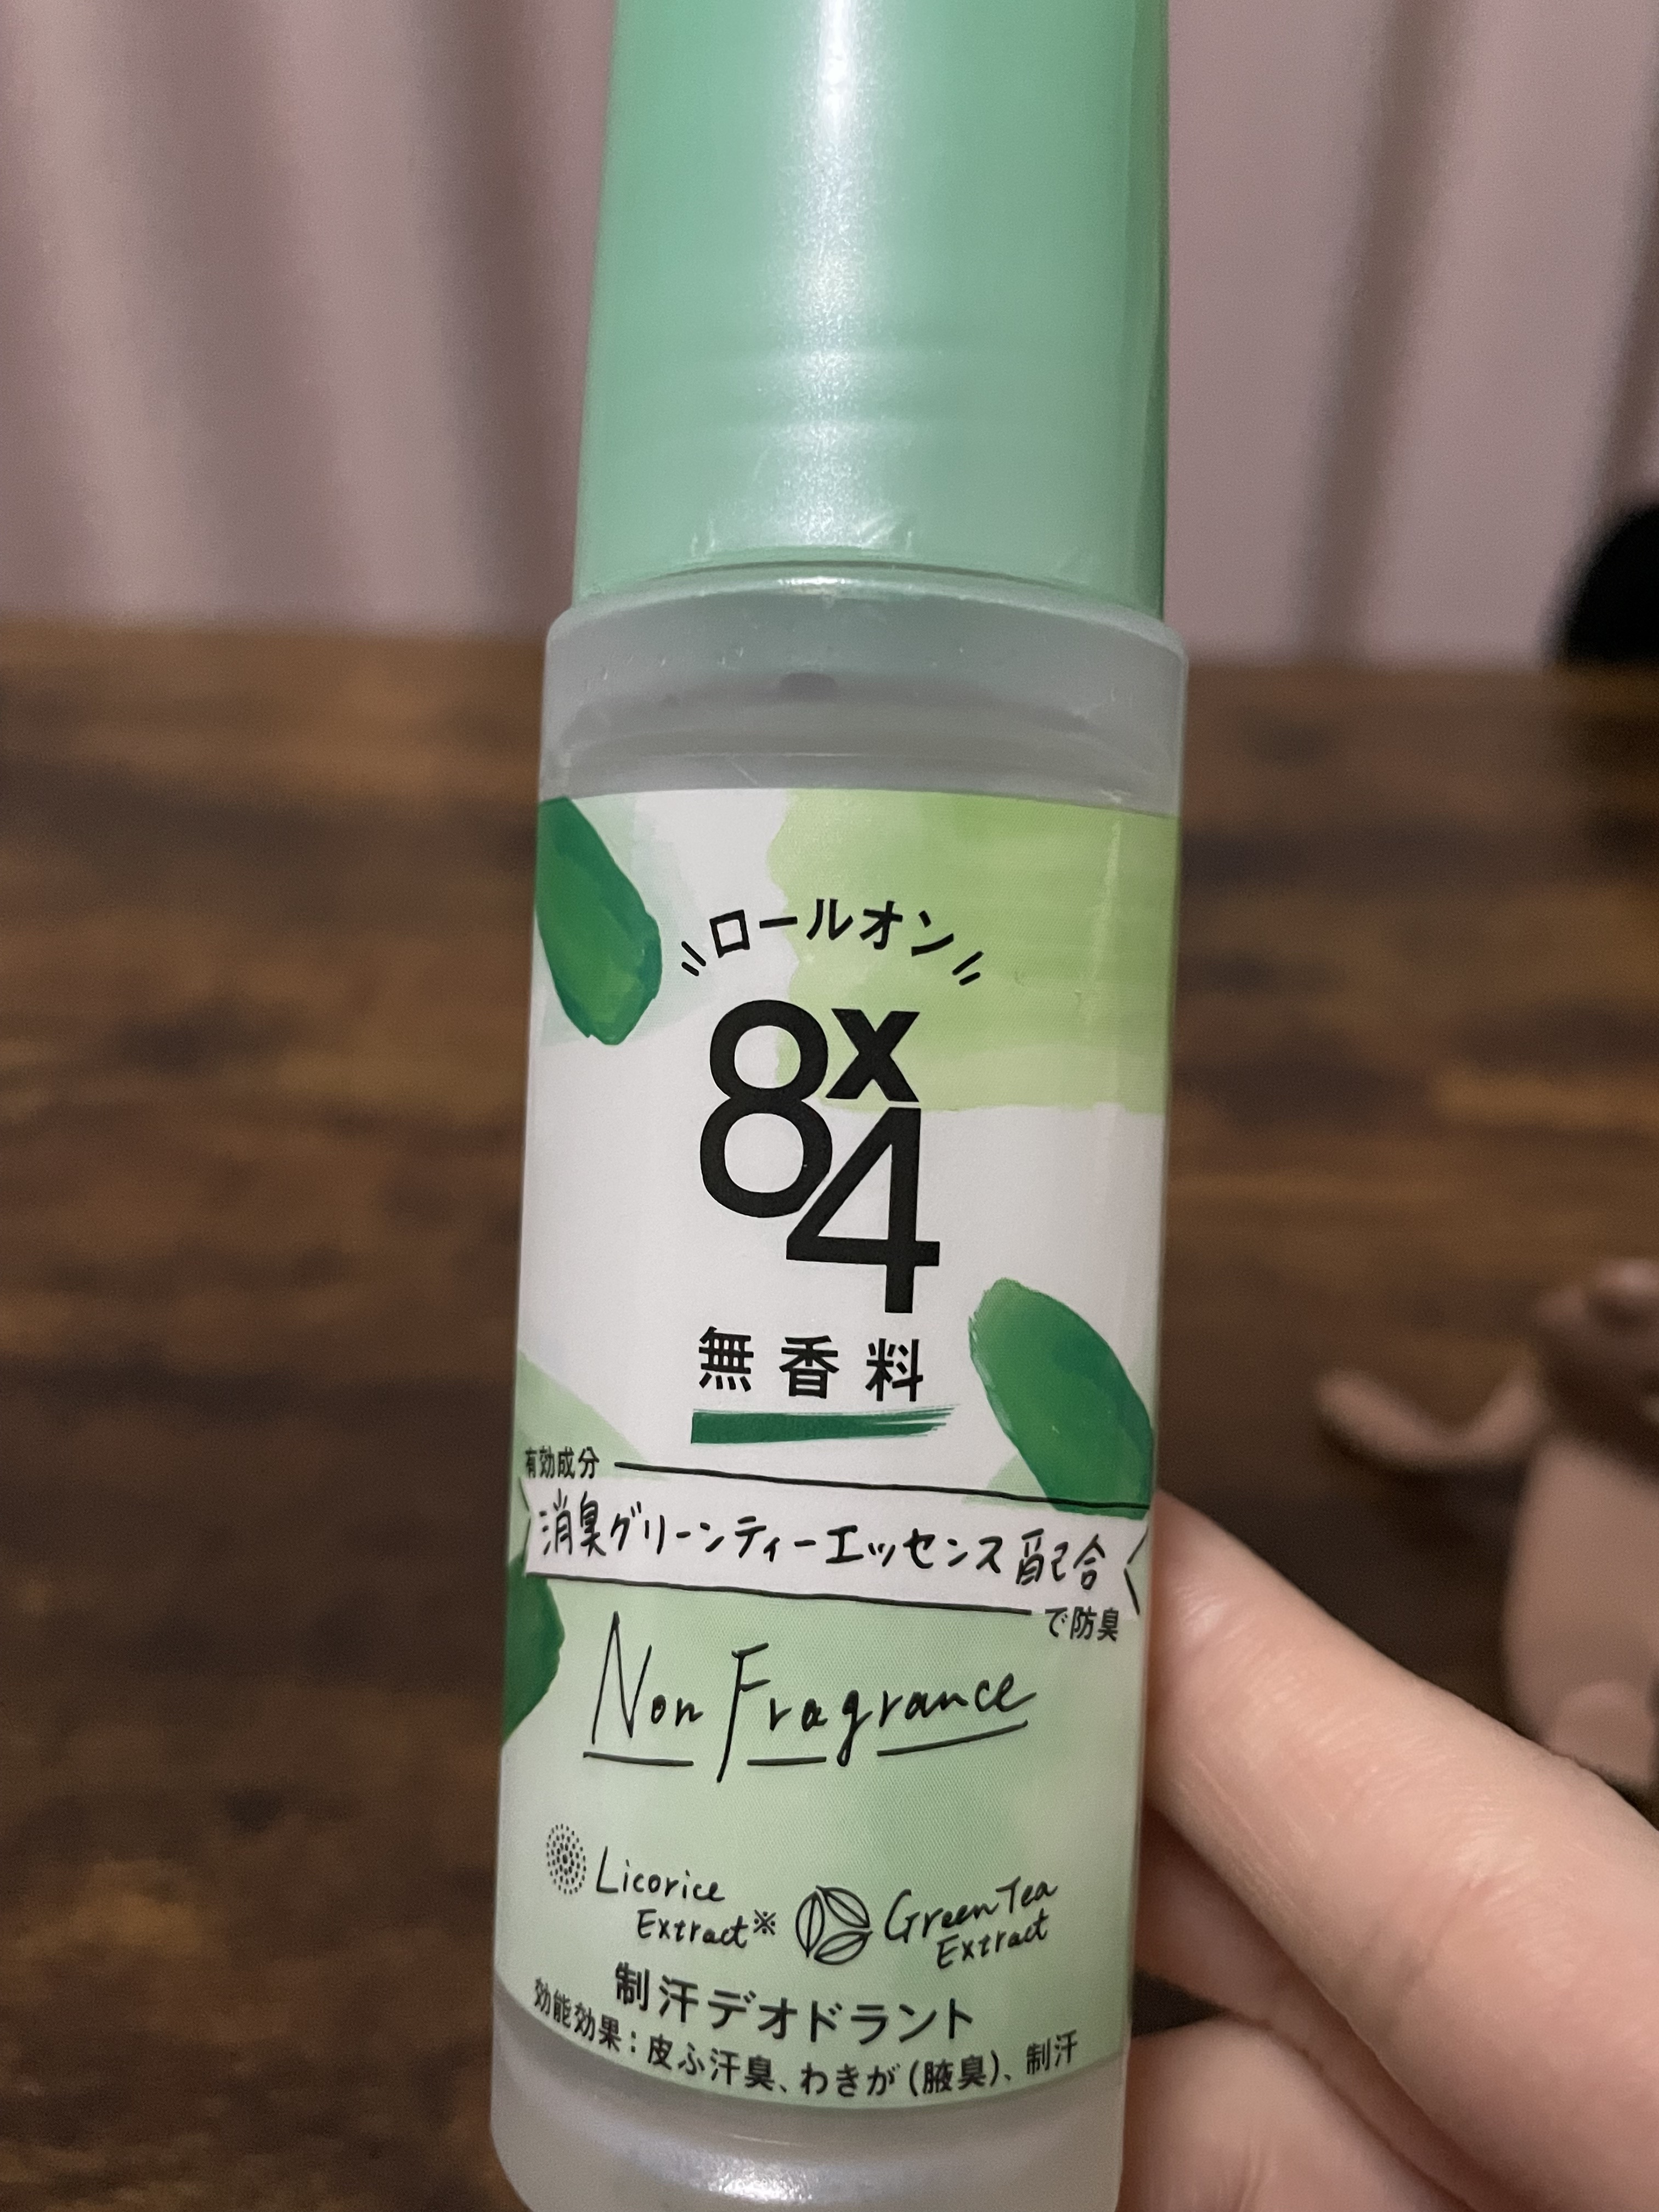 ロールオン
8x4
無香料
有効成分
消臭グリーンティーエッセンス配合
で防臭
Non Fragrance
Licorice
Extract※
Green Tea
Extract
制汗デオドラント
効能効果：皮ふ汗臭、わきが(腋臭)、制汗